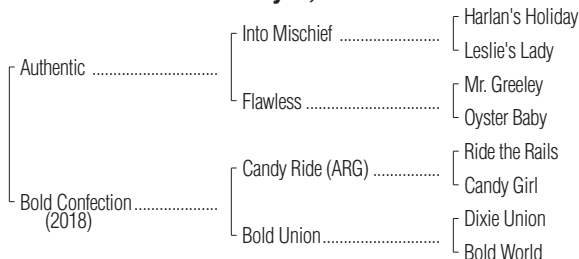 Harlan's Holiday
Into Mischief ....................
Leslie's Lady
Authentic .........................
Mr. Greeley
Flawless ...........................
Oyster Baby
Ride the Rails
Candy Ride (ARG) .............
Candy Girl
Bold Confection.................
(2018)
Dixie Union
Bold Union........................
Bold World